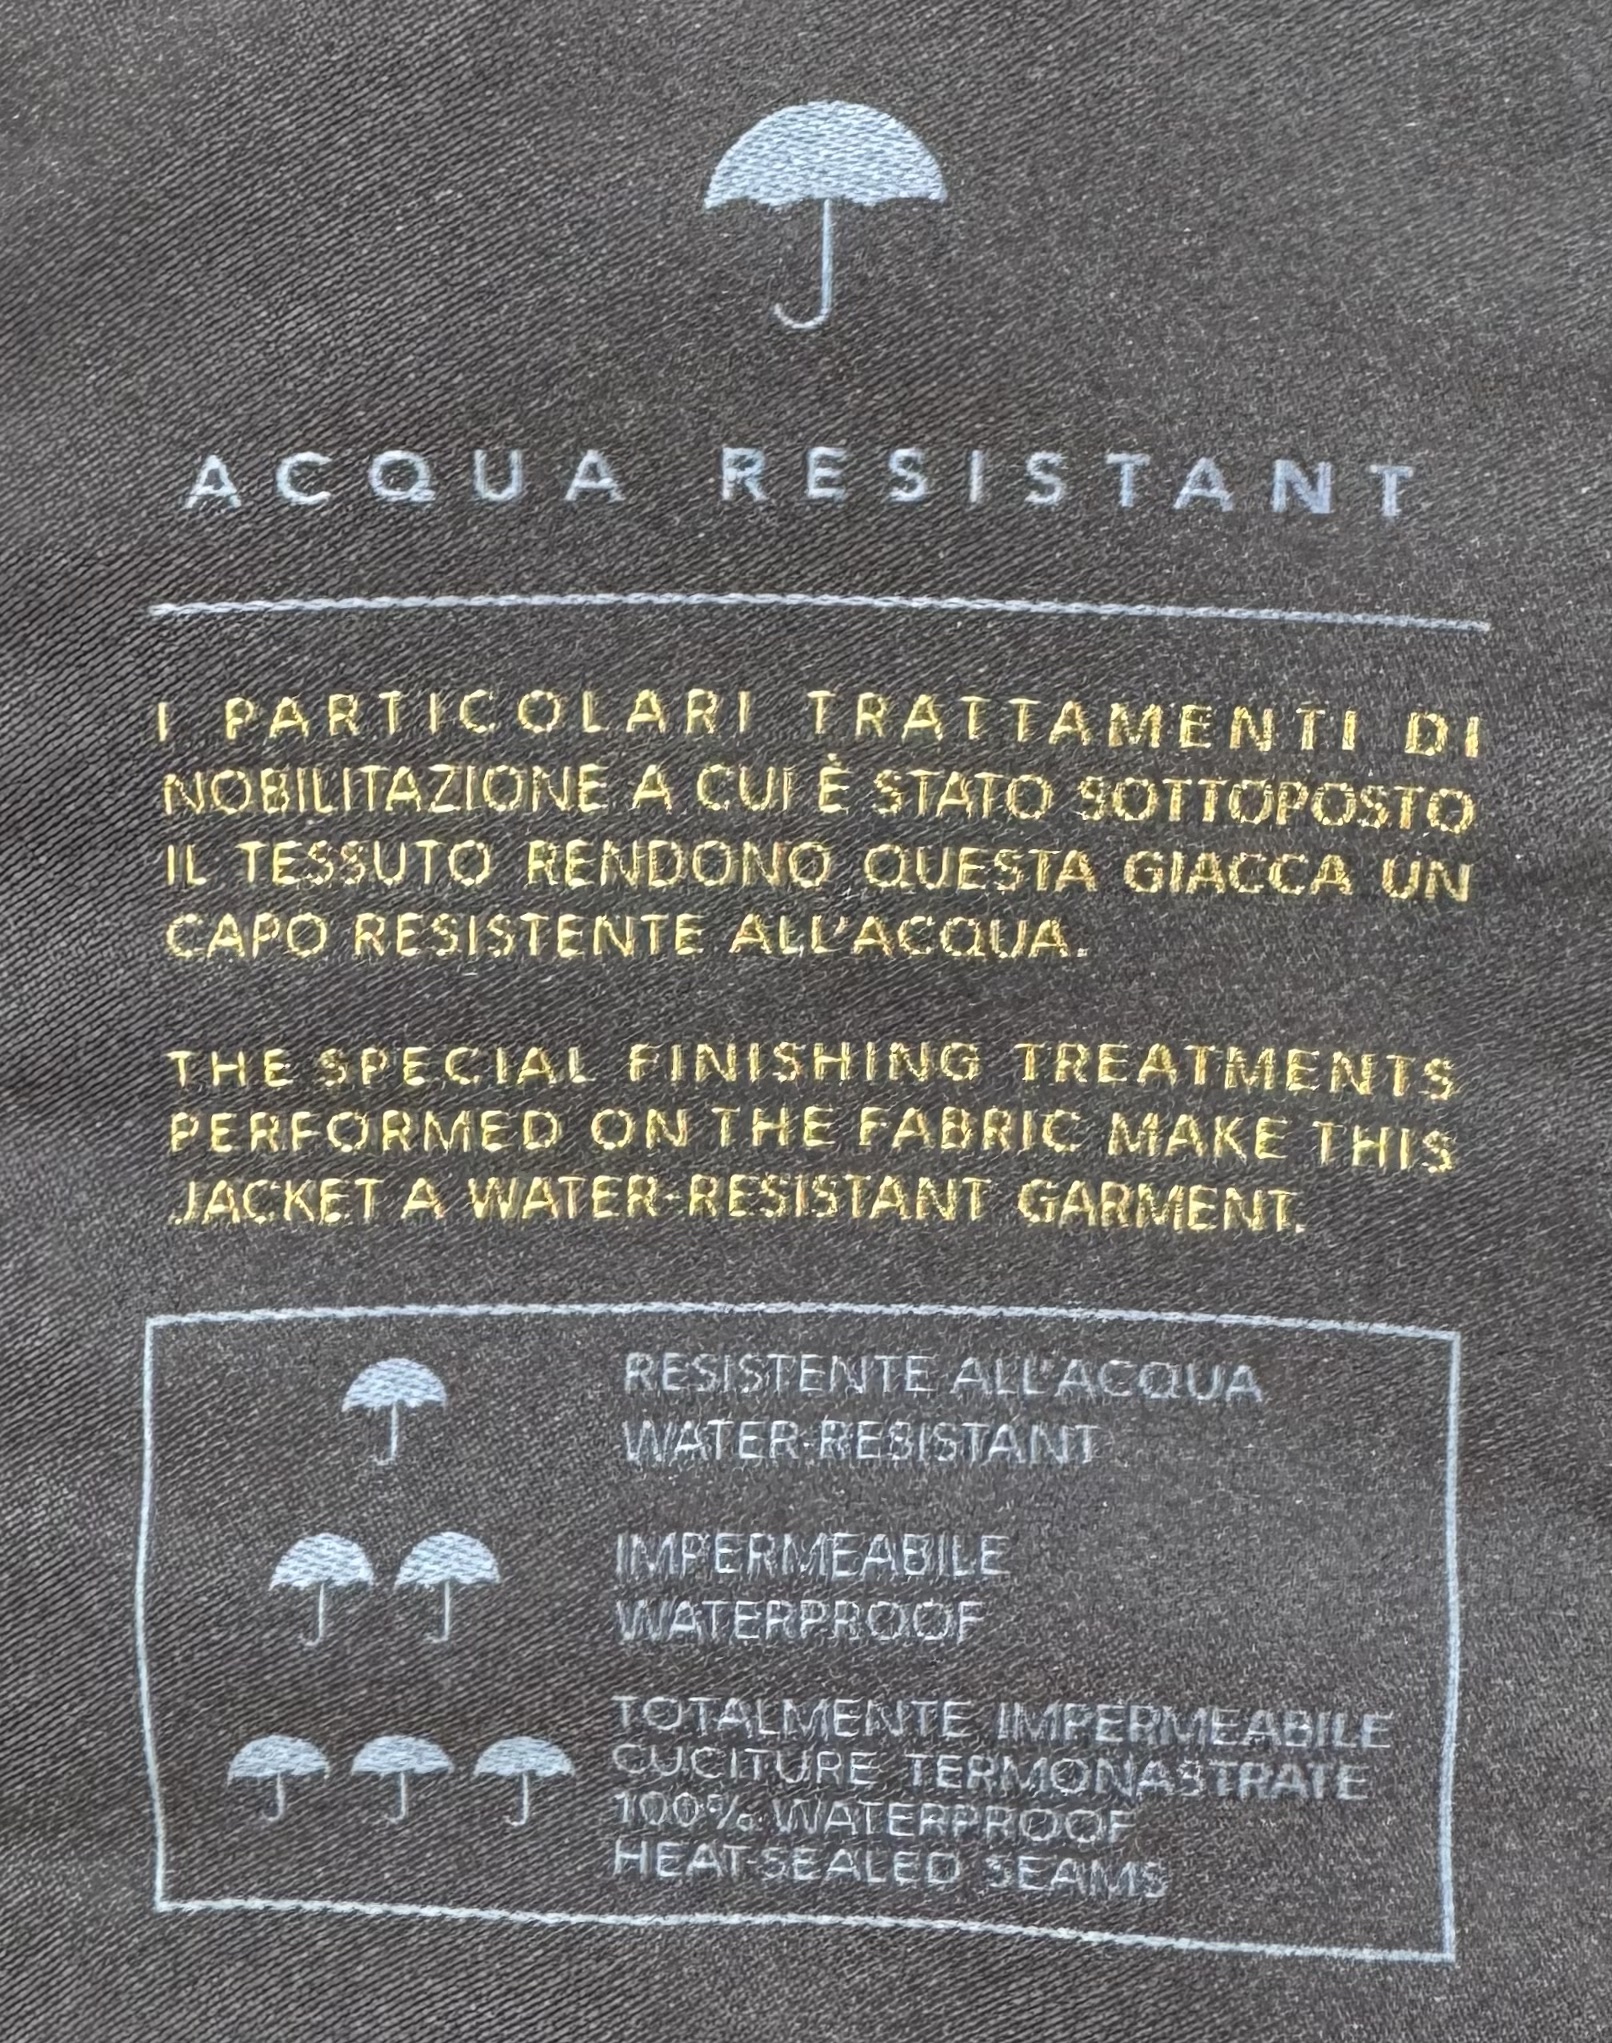 ACQUA RESISTANT
I PARTICOLARI TRATTAMENTI DI
NOBILITAZIONE A CUI È STATO SOTTOPOSTO
IL TESSUTO RENDONO QUESTA GIACCA UN
CAPO RESISTENTE ALL'ACQUA.
THE SPECIAL FINISHING TREATMENTS
PERFORMED ON THE FABRIC MAKE THIS
JACKET A WATER-RESISTANT GARMENT.
RESISTENTE ALL'ACQUA
WATER-RESISTANT
IMPERMEABILE
WATERPROOF
TOTALMENTE IMPERMEABILE
CUCITURE TERMONASTRATE
100% WATERPROOF
HEAT-SEALED SEAMS